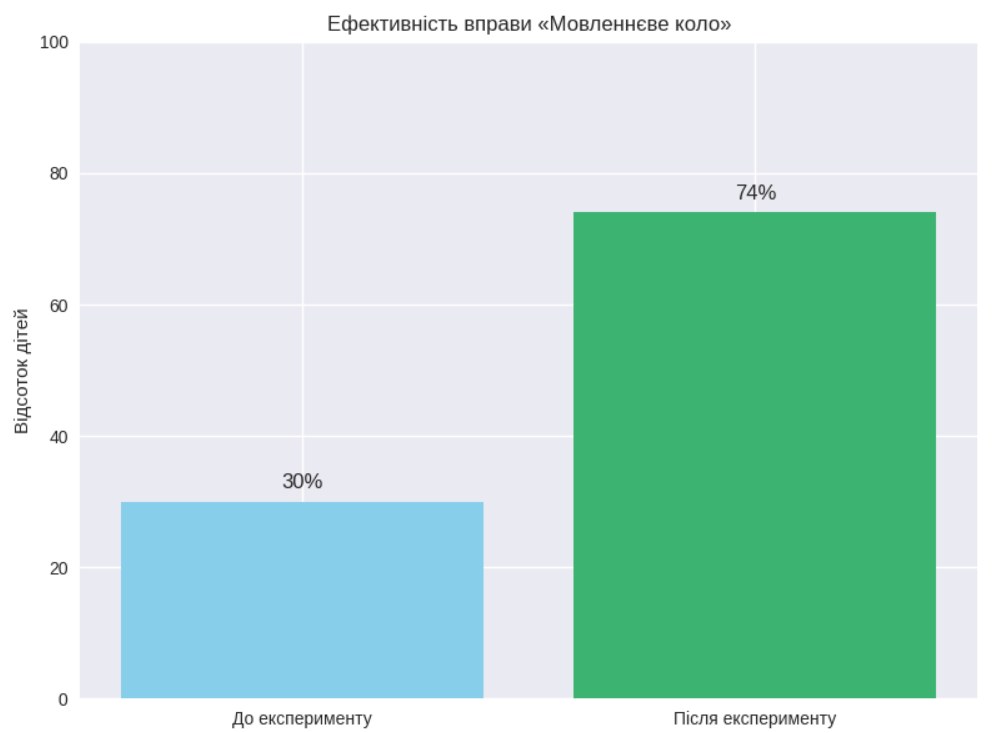 Ефективність вправи «Мовленнєве коло»
100
80
60
40
20
0
Відсоток дітей
30%
74%
До експерименту
Після експерименту